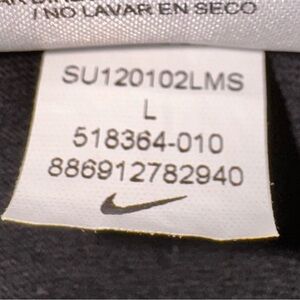 / NO LAVAR EN SECO
SU120102LMS
L
518364-010
886912782940